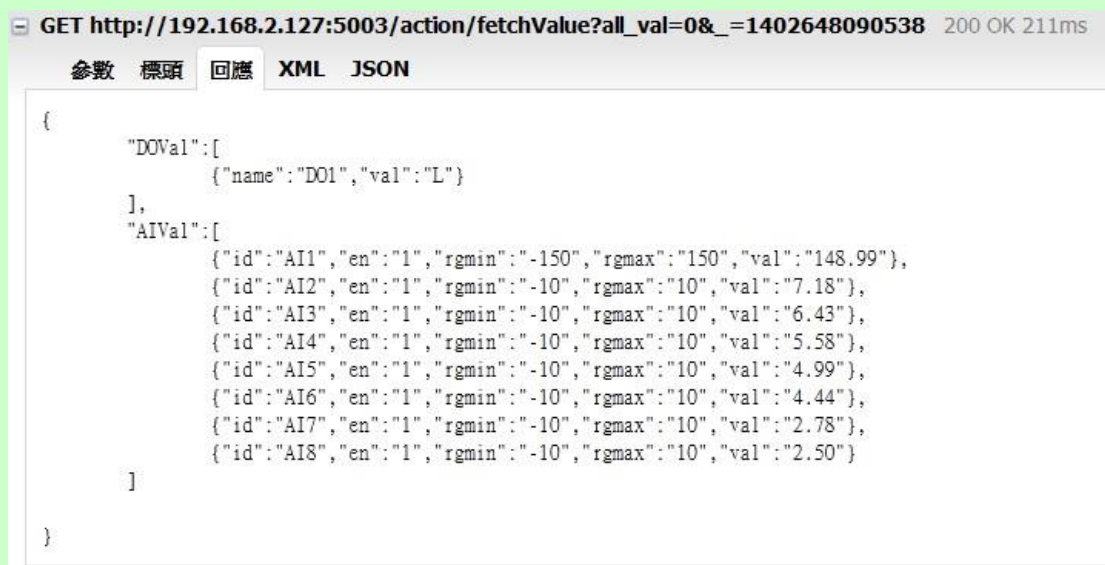 GET http://192.168.2.127:5003/action/fetchValue?all_val=0&_=1402648090538 200 OK 211ms
參數 標頭 回應 XML JSON
{
"DOVal":[
{"name":"DO1","val":"L"}
],
"AIVal":[
{"id":"AI1","en":"1","rgmin":"-150","rgmax":"150","val":"148.99"},
{"id":"AI2","en":"1","rgmin":"-10","rgmax":"10","val":"7.18"},
{"id":"AI3","en":"1","rgmin":"-10","rgmax":"10","val":"6.43"},
{"id":"AI4","en":"1","rgmin":"-10","rgmax":"10","val":"5.58"},
{"id":"AI5","en":"1","rgmin":"-10","rgmax":"10","val":"4.99"},
{"id":"AI6","en":"1","rgmin":"-10","rgmax":"10","val":"4.44"},
{"id":"AI7","en":"1","rgmin":"-10","rgmax":"10","val":"2.78"},
{"id":"AI8","en":"1","rgmin":"-10","rgmax":"10","val":"2.50"}
]
}